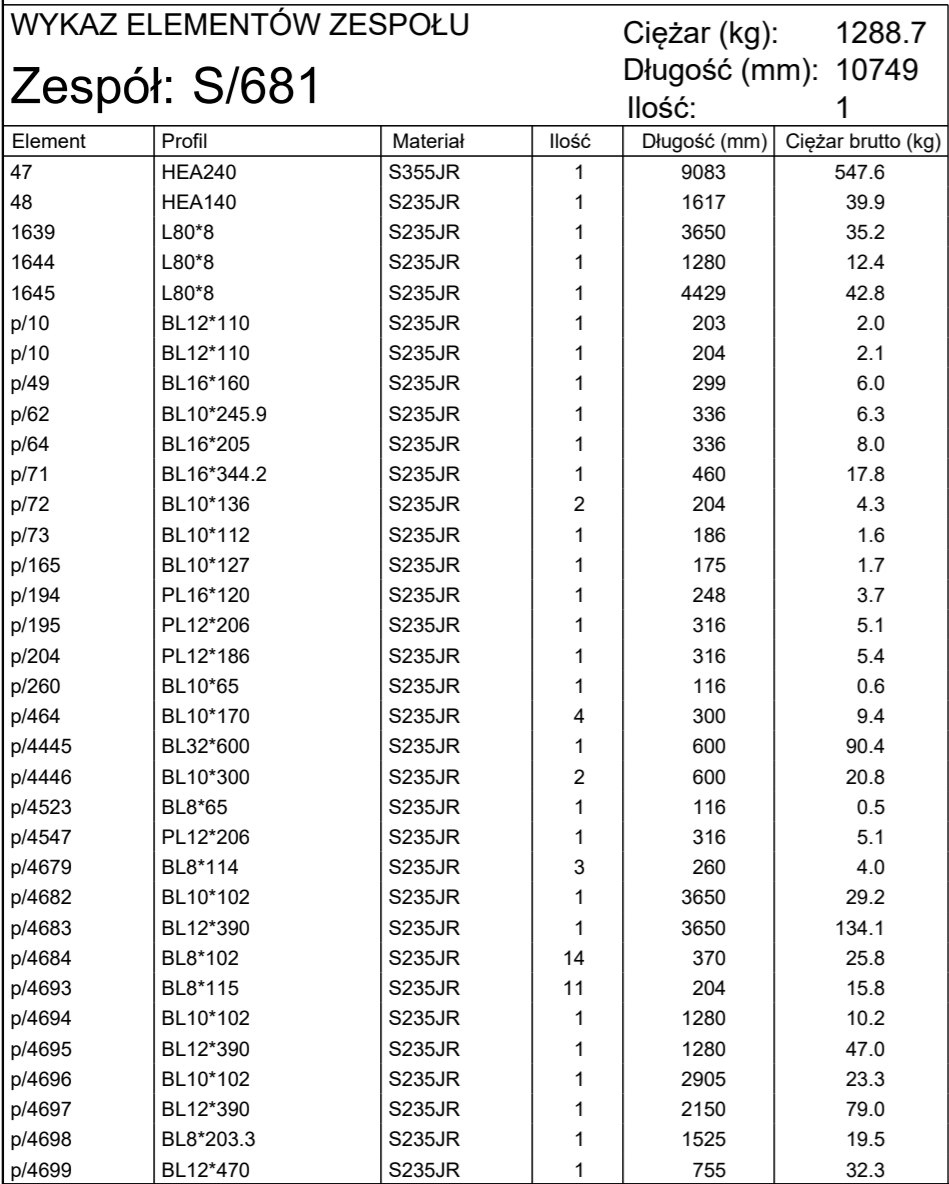 WYKAZ ELEMENTÓW ZESPOŁU
Zespół: S/681
Ciężar (kg): 1288.7
Długość (mm): 10749
Ilość: 1
Element Profil Materiał Ilość Długość (mm) Ciężar brutto (kg)
47 HEA240 S355JR 1 9083 547.6
48 HEA140 S235JR 1 1617 39.9
1639 L80*8 S235JR 1 3650 35.2
1644 L80*8 S235JR 1 1280 12.4
1645 L80*8 S235JR 1 4429 42.8
p/10 BL12*110 S235JR 1 203 2.0
p/10 BL12*110 S235JR 1 204 2.1
p/49 BL16*160 S235JR 1 299 6.0
p/62 BL10*245.9 S235JR 1 336 6.3
p/64 BL16*205 S235JR 1 336 8.0
p/71 BL16*344.2 S235JR 1 460 17.8
p/72 BL10*136 S235JR 2 204 4.3
p/73 BL10*112 S235JR 1 186 1.6
p/165 BL10*127 S235JR 1 175 1.7
p/194 PL16*120 S235JR 1 248 3.7
p/195 PL12*206 S235JR 1 316 5.1
p/204 PL12*186 S235JR 1 316 5.4
p/260 BL10*65 S235JR 1 116 0.6
p/464 BL10*170 S235JR 4 300 9.4
p/4445 BL32*600 S235JR 1 600 90.4
p/4446 BL10*300 S235JR 2 600 20.8
p/4523 BL8*65 S235JR 1 116 0.5
p/4547 PL12*206 S235JR 1 316 5.1
p/4679 BL8*114 S235JR 3 260 4.0
p/4682 BL10*102 S235JR 1 3650 29.2
p/4683 BL12*390 S235JR 1 3650 134.1
p/4684 BL8*102 S235JR 14 370 25.8
p/4693 BL8*115 S235JR 11 204 15.8
p/4694 BL10*102 S235JR 1 1280 10.2
p/4695 BL12*390 S235JR 1 1280 47.0
p/4696 BL10*102 S235JR 1 2905 23.3
p/4697 BL12*390 S235JR 1 2150 79.0
p/4698 BL8*203.3 S235JR 1 1525 19.5
p/4699 BL12*470 S235JR 1 755 32.3